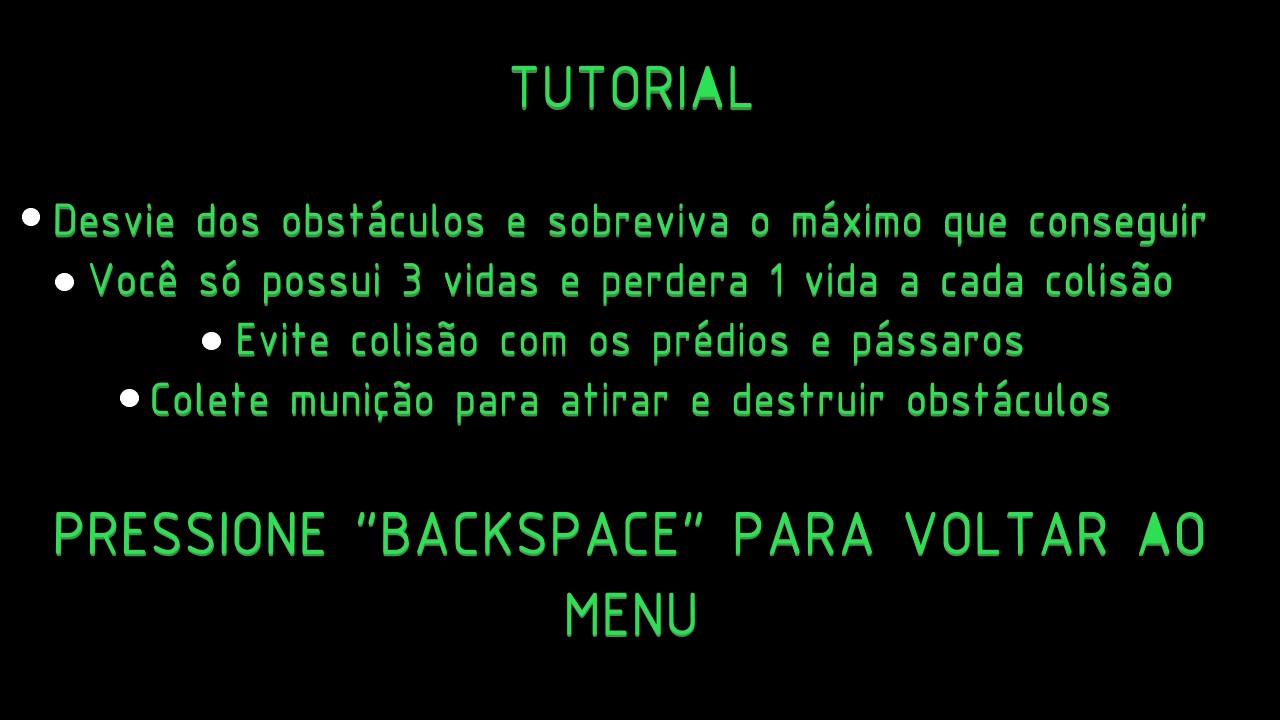 TUTORIAL
• Desvie dos obstáculos e sobreviva o máximo que conseguir
• Você só possui 3 vidas e perdera 1 vida a cada colisão
• Evite colisão com os prédios e pássaros
• Colete munição para atirar e destruir obstáculos
PRESSIONE "BACKSPACE" PARA VOLTAR AO
MENU